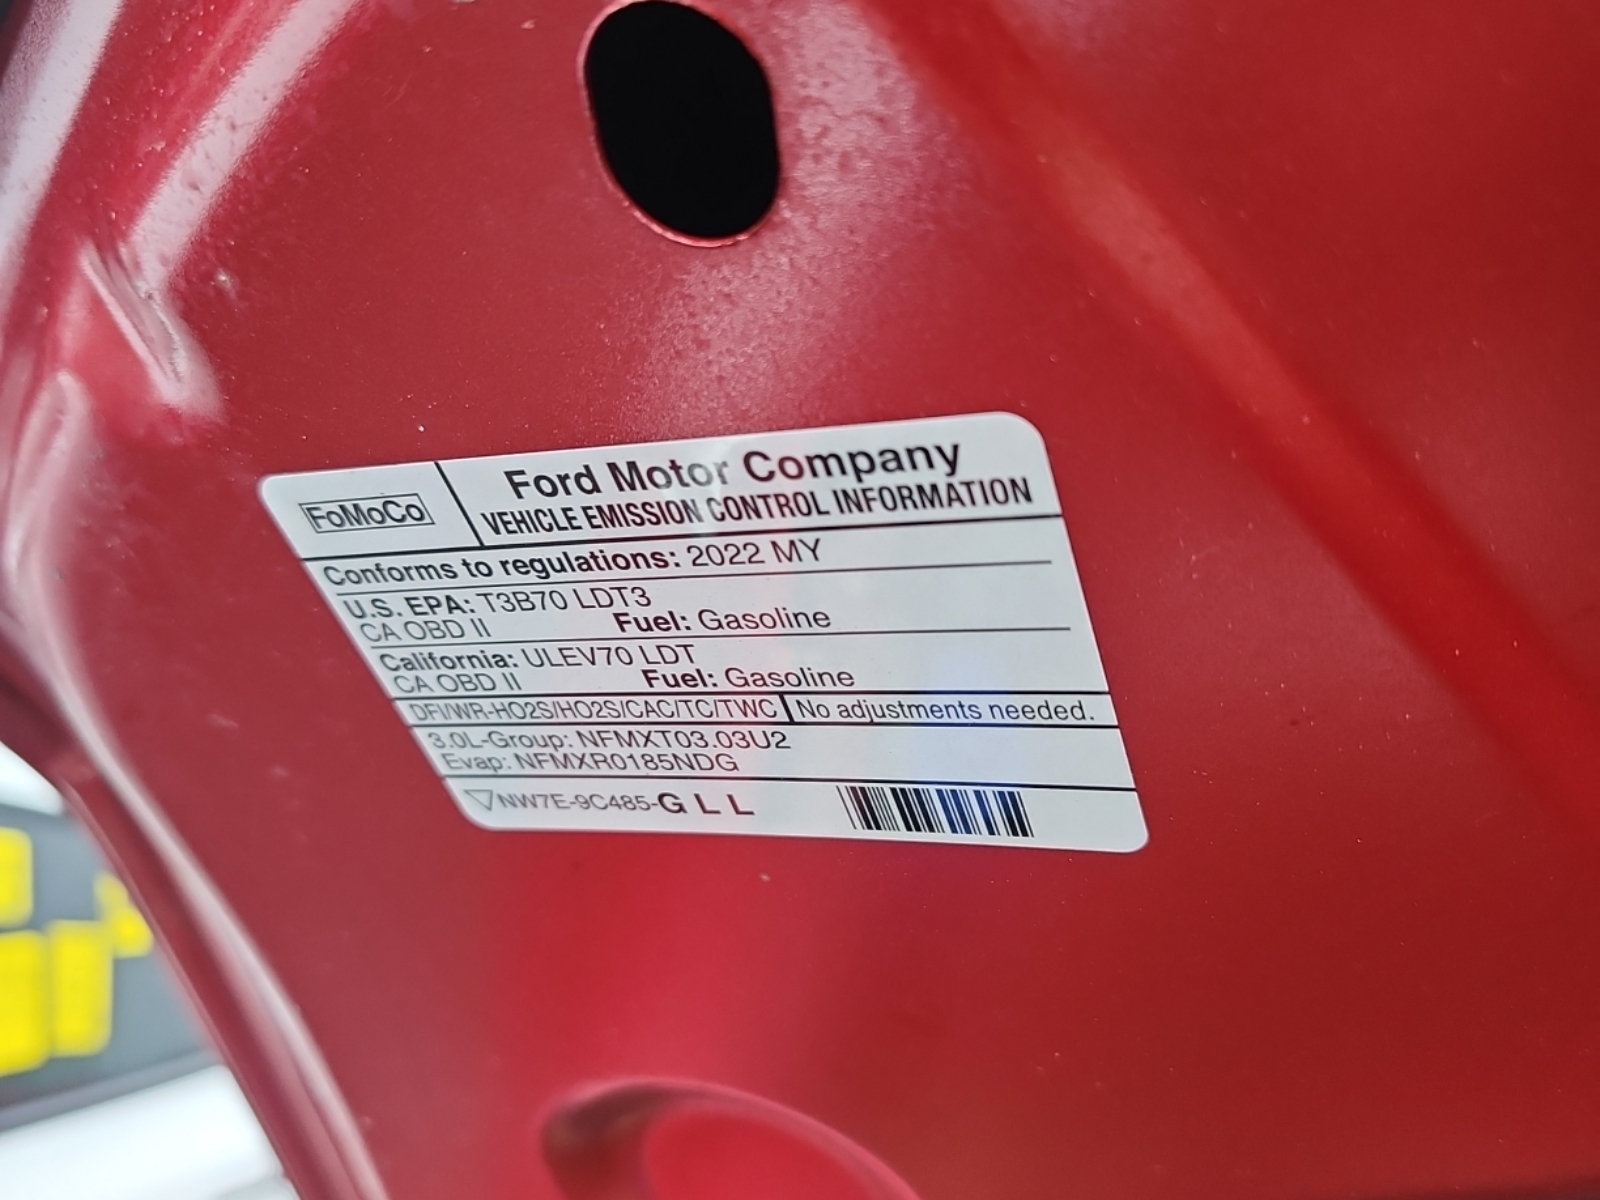 FoMoCo
Ford Motor Company
VEHICLE EMISSION CONTROL INFORMATION
Conforms to regulations: 2022 MY
U.S. EPA: T3B70 LDT3
CA OBD II Fuel: Gasoline
California: ULEV70 LDT
CA OBD II Fuel: Gasoline
DFI/WR-HO2S/HO2S/CAC/TC/TWC No adjustments needed.
3.0L-Group: NFMXT03.03U2
Evap: NFMXR0185NDG
NW7E-9C485-G L L